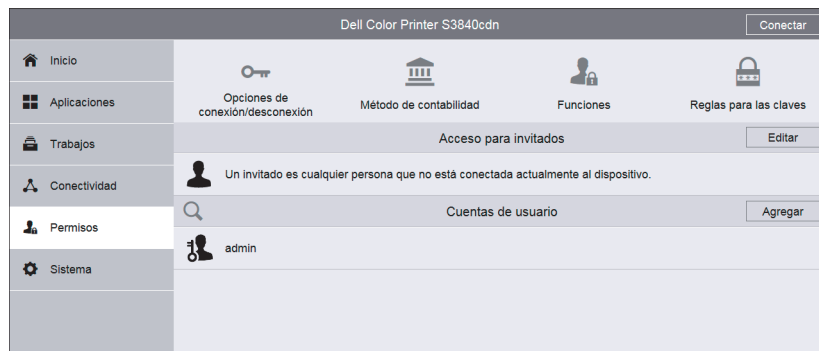 Dell Color Printer S3840cdn
Conectar
Inicio
Aplicaciones
Trabajos
Conectividad
Permisos
Sistema
Opciones de
conexión/desconexión
Método de contabilidad
Funciones
Reglas para las claves
Acceso para invitados
Editar
Un invitado es cualquier persona que no está conectada actualmente al dispositivo.
Cuentas de usuario
Agregar
admin